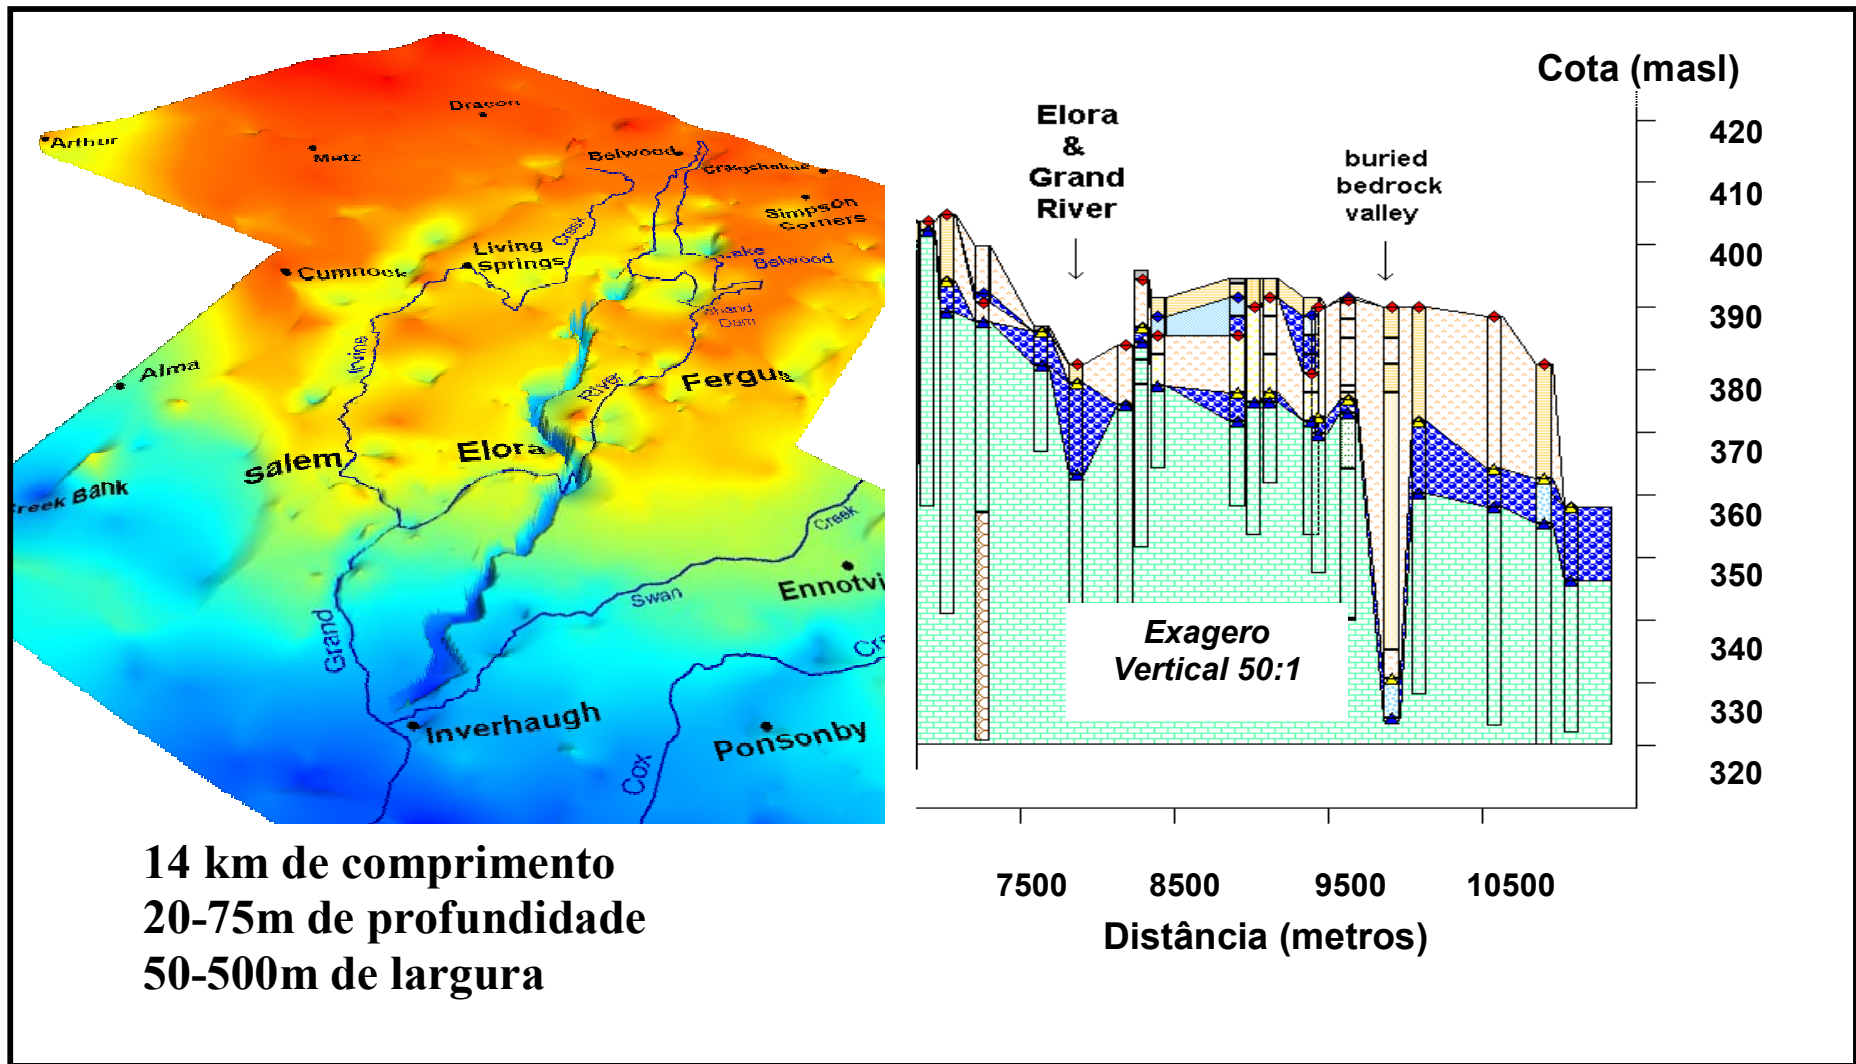 Dracon
Arthur
Metz
Belwood
Craigsholme
Simpson
Corners
Living
Springs
Creek
Lake
Belwood
Cumnock
Shand
Dam
Irvine
Alma
River
Fergus
Salem
Elora
Creek Bank
Creek
Swan
Ennotvi
Grand
Inverhaugh
Ponsonby
Cox
Cre
14 km de comprimento
20-75m de profundidade
50-500m de largura
Cota (masl)
Elora
&
Grand
River
buried
bedrock
valley
420
410
400
390
380
370
360
350
340
330
320
Exagero
Vertical 50:1
7500 8500 9500 10500
Distância (metros)